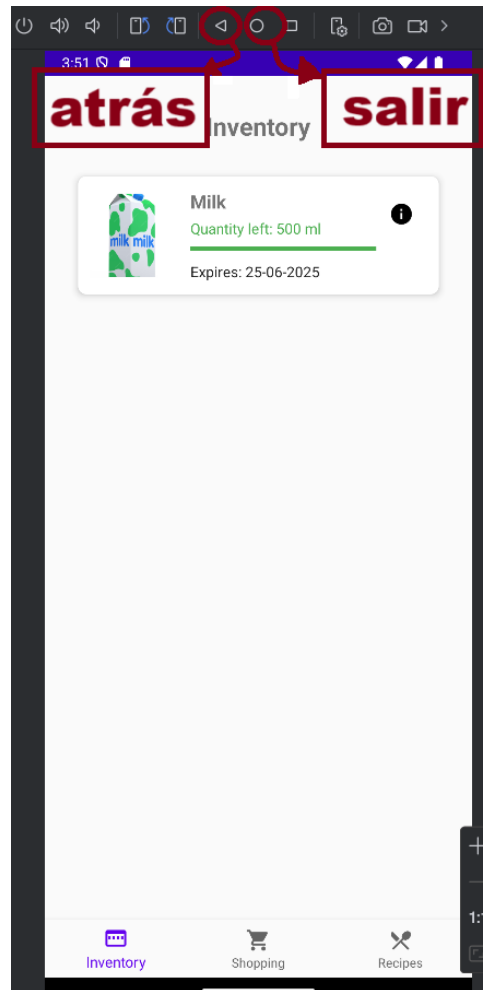 3:51
atrás
salir
Inventory
Milk
Quantity left: 500 ml
milk milk
Expires: 25-06-2025
Inventory
Shopping
Recipes